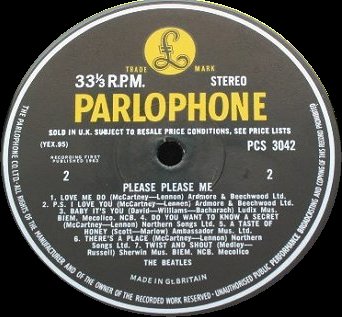 £
TRADE MARK
33⅓ R.P.M. STEREO
PARLOPHONE
SOLD IN U.K. SUBJECT TO RESALE PRICE CONDITIONS, SEE PRICE LISTS
(YEX.95) PCS 3042
RECORDING FIRST
PUBLISHED 1963
2 2
PLEASE PLEASE ME
1. LOVE ME DO (McCartney—Lennon) Ardmore & Beechwood Ltd.
2. P.S. I LOVE YOU (McCartney—Lennon) Ardmore & Beechwood Ltd.
3. BABY IT'S YOU (David—Williams—Bacharach) Ludix Mus.
BIEM. Mecolico. NCB. 4. DO YOU WANT TO KNOW A SECRET
(McCartney—Lennon) Northern Songs Ltd. 5. A TASTE OF
HONEY (Scott—Marlow) Ambassador Mus. Ltd.
6. THERE'S A PLACE (McCartney—Lennon) Northern
Songs Ltd. 7. TWIST AND SHOUT (Medley—
Russell) Sherwin Mus. BIEM. NCB. Mecolico
THE BEATLES
MADE IN Gt. BRITAIN
THE PARLOPHONE CO. LTD. ALL RIGHTS OF THE MANUFACTURER AND OF THE OWNER OF THE RECORDED WORK RESERVED UNAUTHORISED PUBLIC PERFORMANCE BROADCASTING AND COPYING